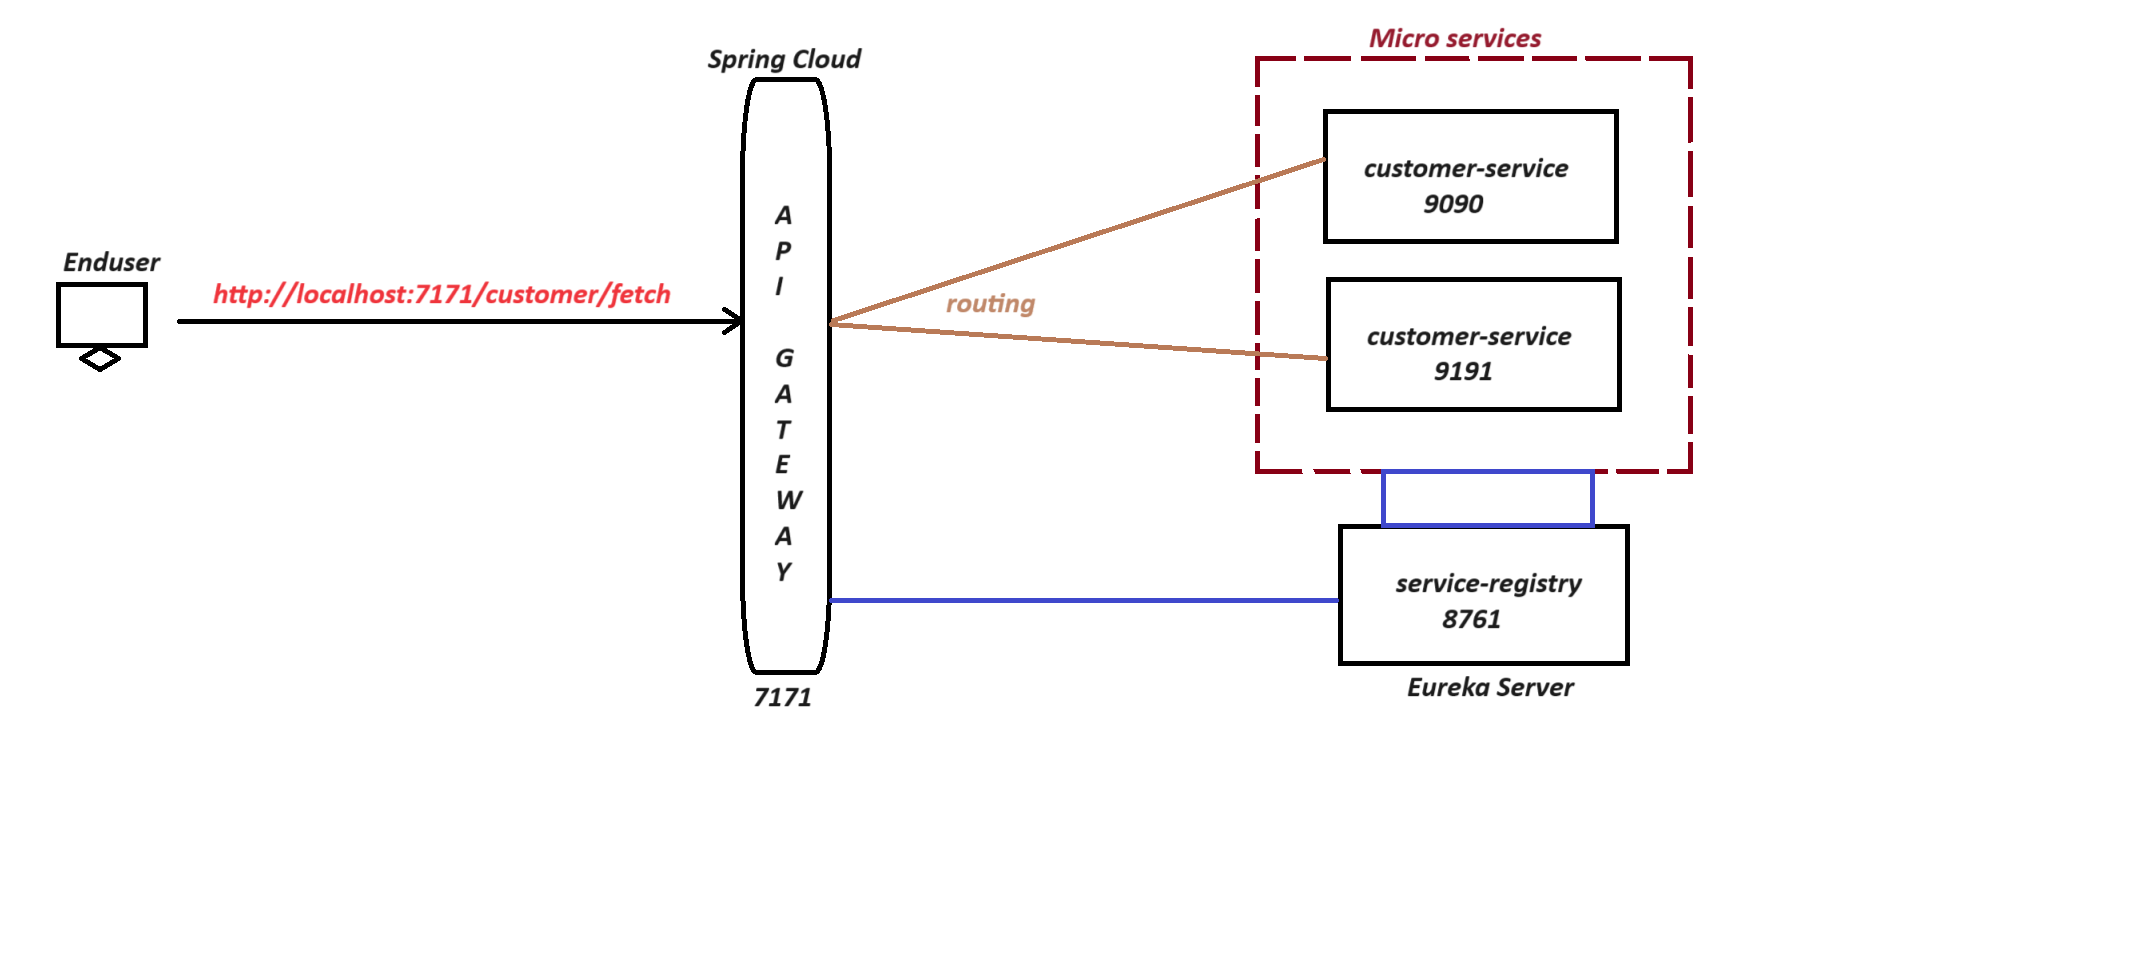 Micro services
Spring Cloud
customer-service
9090
Enduser
http://localhost:7171/customer/fetch
A
P
I
G
A
T
E
W
A
Y
routing
customer-service
9191
service-registry
8761
Eureka Server
7171